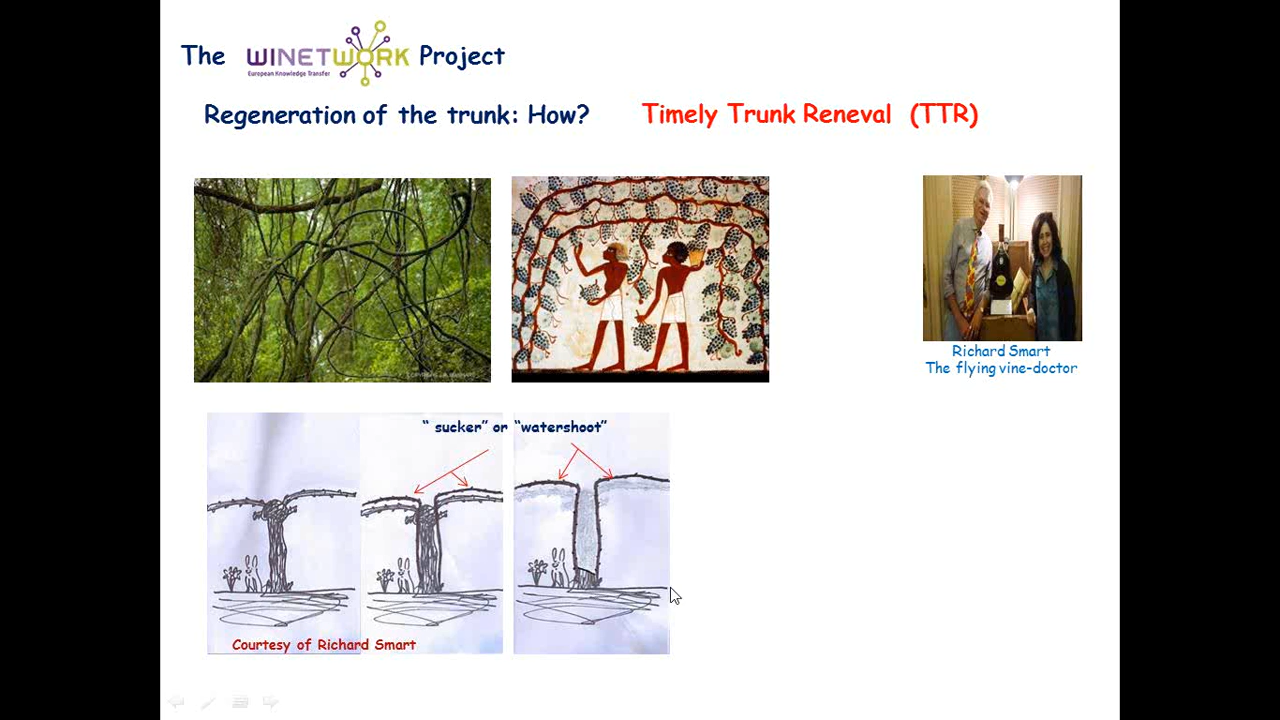 The WINETWORK Project
European Knowledge Transfer
Regeneration of the trunk: How? Timely Trunk Reneval (TTR)
Richard Smart
The flying vine-doctor
“ sucker” or “watershoot”
Courtesy of Richard Smart